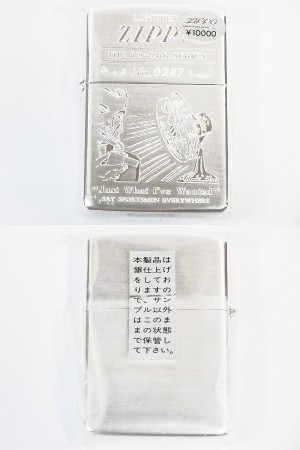 LIGHTER
ZIPP
ZIPPO
¥10000
No. 0287
"Just What I've Wanted"
SAY SPORTSMEN EVERYWHERE
本製品は
銀仕上げ
をしてお
りますの
で、サン
プル以外
はこのま
まの状態
で保管し
て下さい。